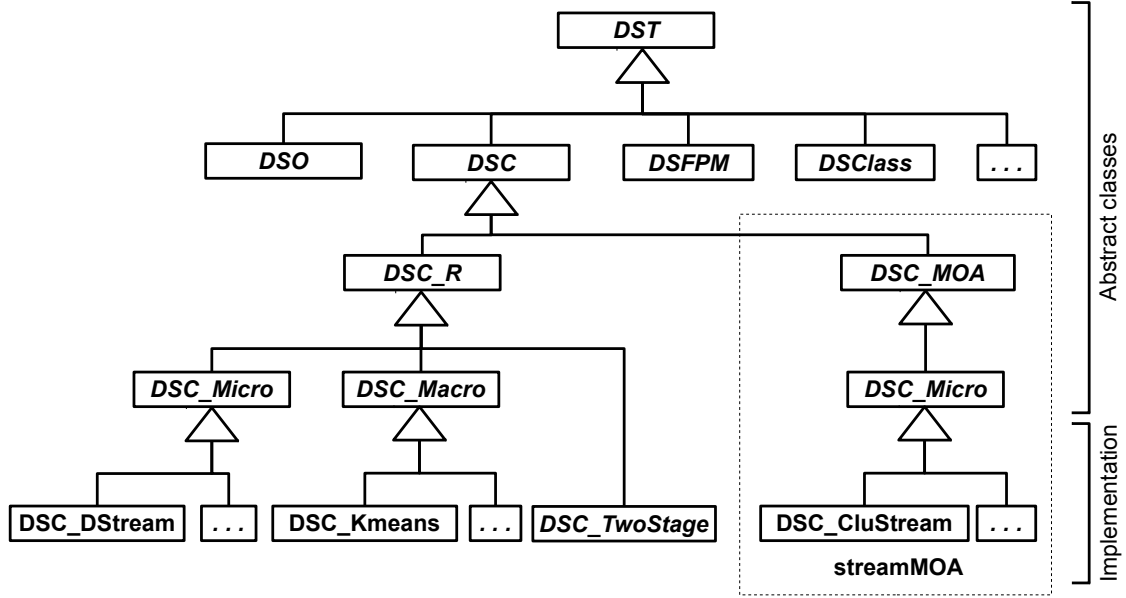 DST
DSO
DSC
DSFPM
DSClass
. . .
DSC_R
DSC_MOA
DSC_Micro
DSC_Macro
DSC_Micro
DSC_DStream
. . .
DSC_Kmeans
. . .
DSC_TwoStage
DSC_CluStream
. . .
streamMOA
Abstract classes
Implementation